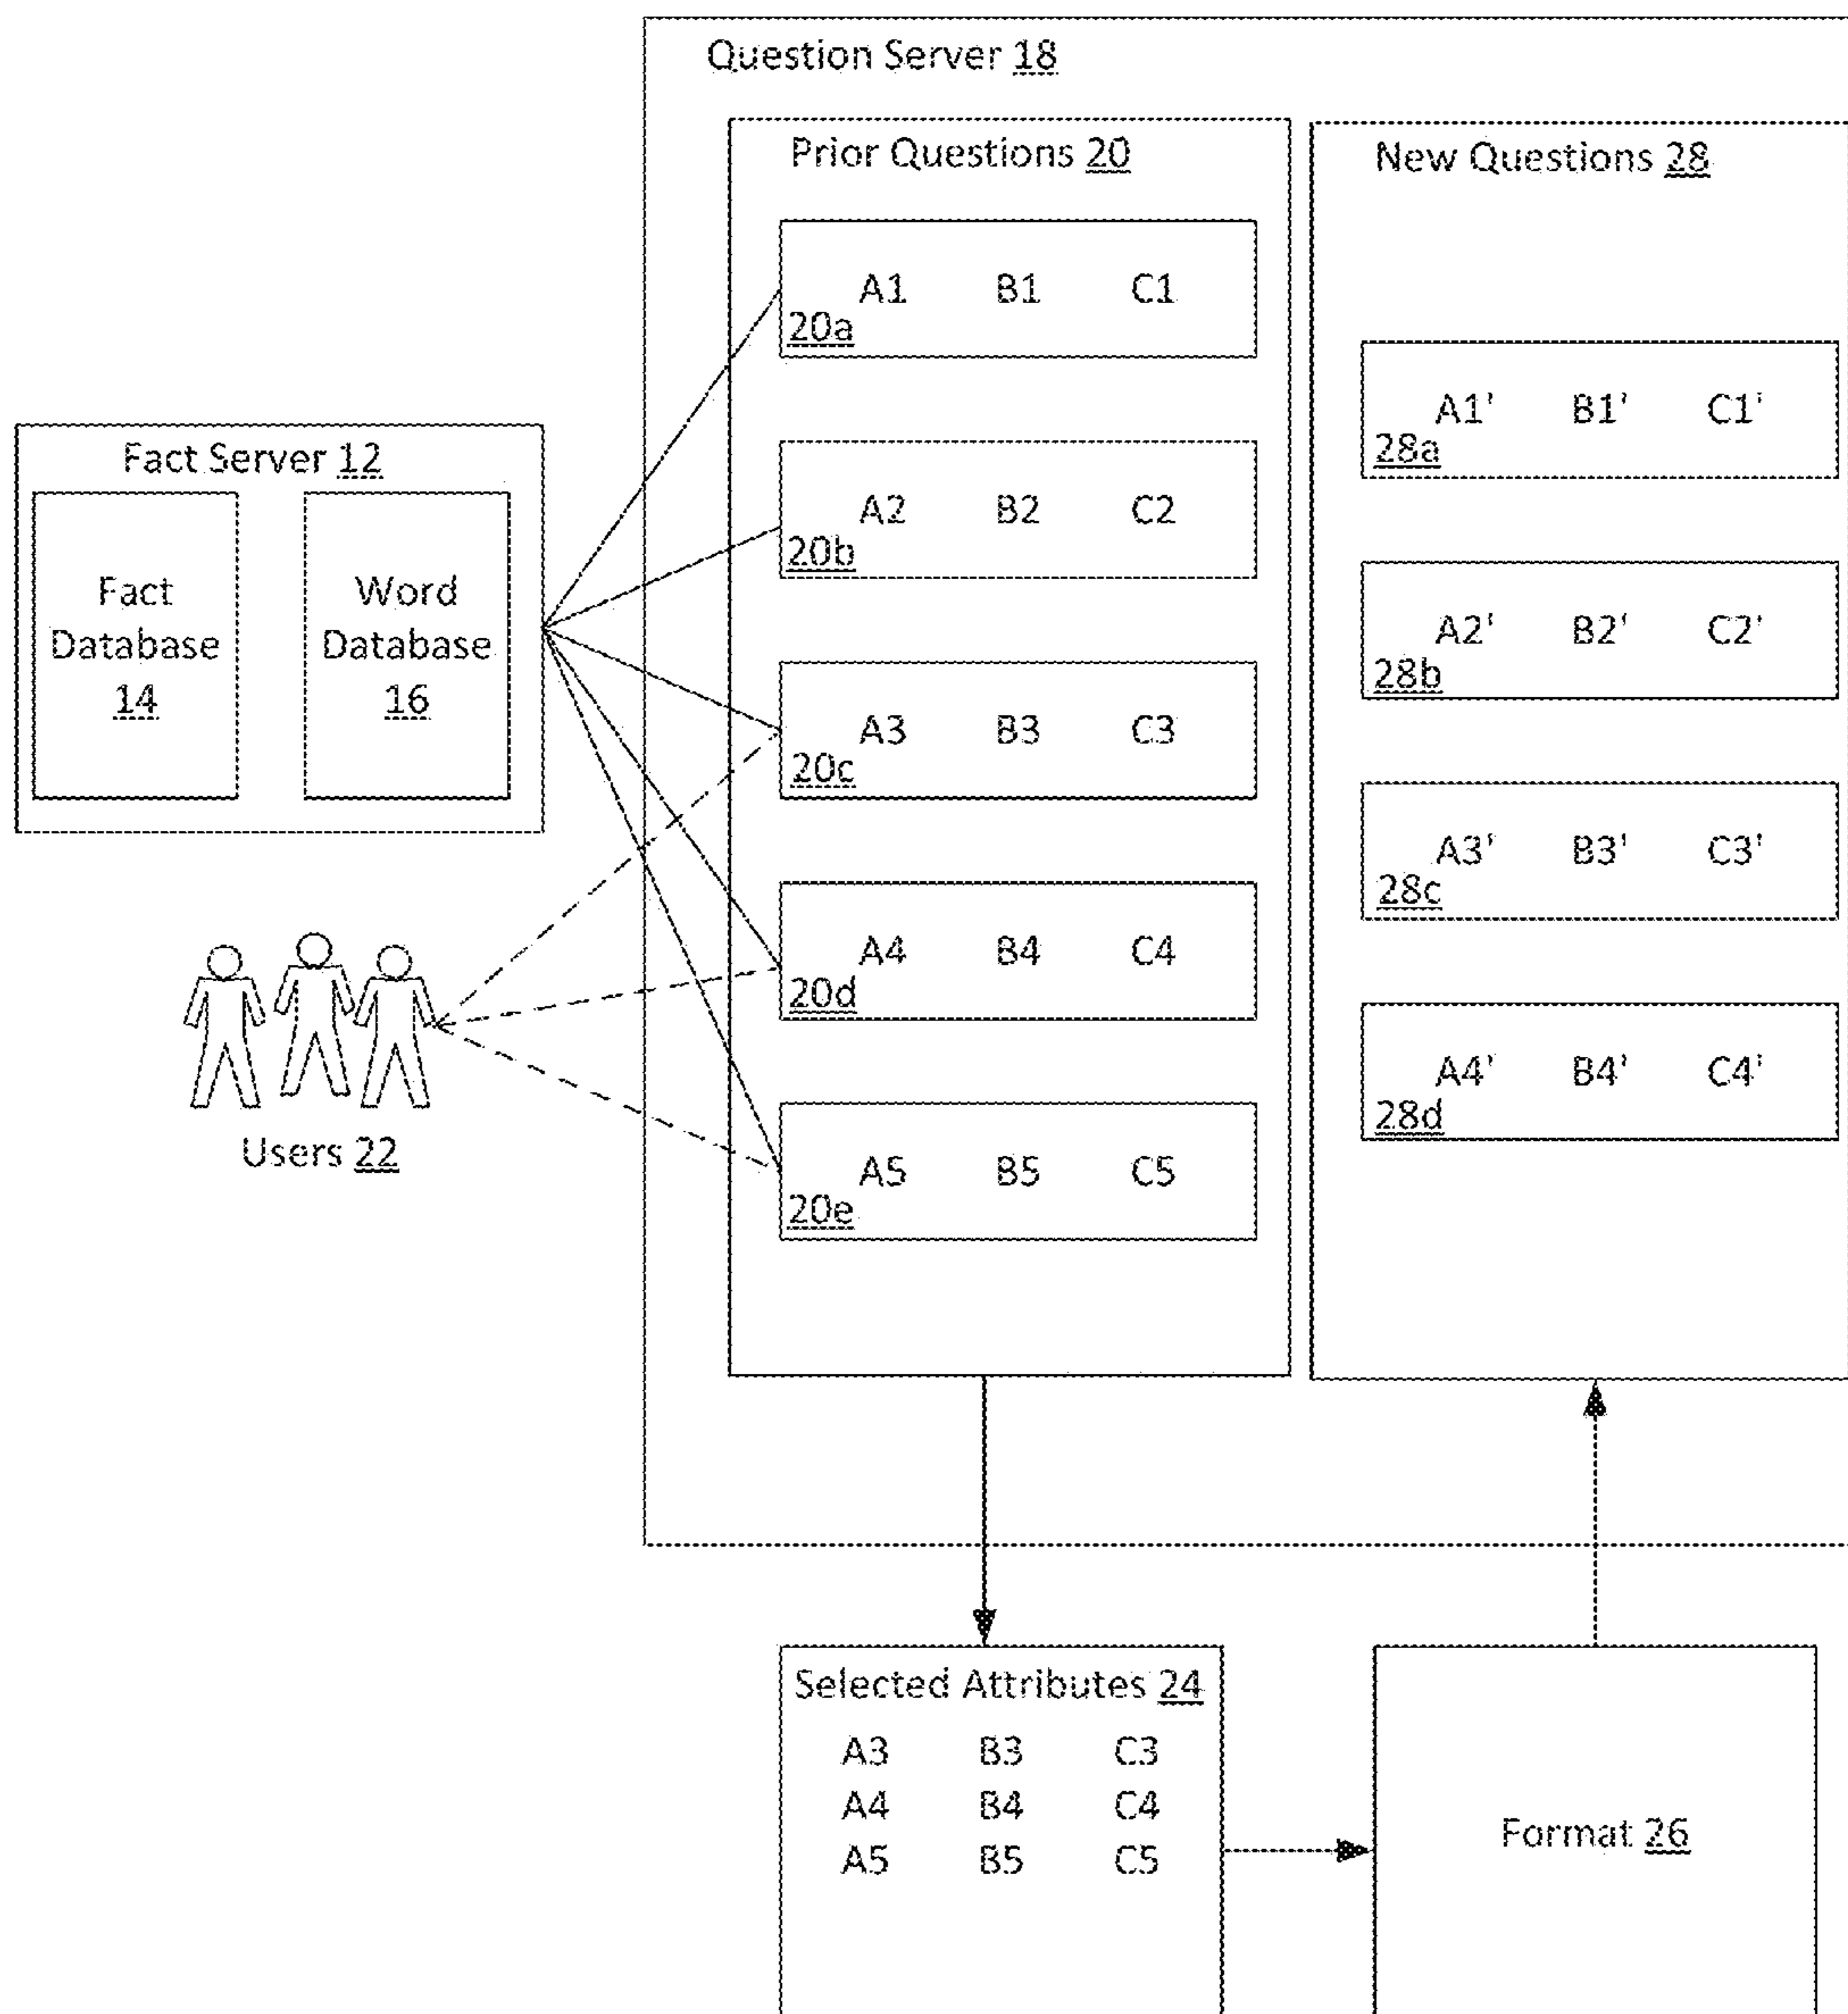 Question Server 18
Prior Questions 20
A1 B1 C1
20a
A2 B2 C2
20b
A3 B3 C3
20c
A4 B4 C4
20d
A5 B5 C5
20e
New Questions 28
A1' B1' C1'
28a
A2' B2' C2'
28b
A3' B3' C3'
28c
A4' B4' C4'
28d
Fact Server 12
Fact
Database
14
Word
Database
16
Users 22
Selected Attributes 24
A3 B3 C3
A4 B4 C4
A5 B5 C5
Format 26